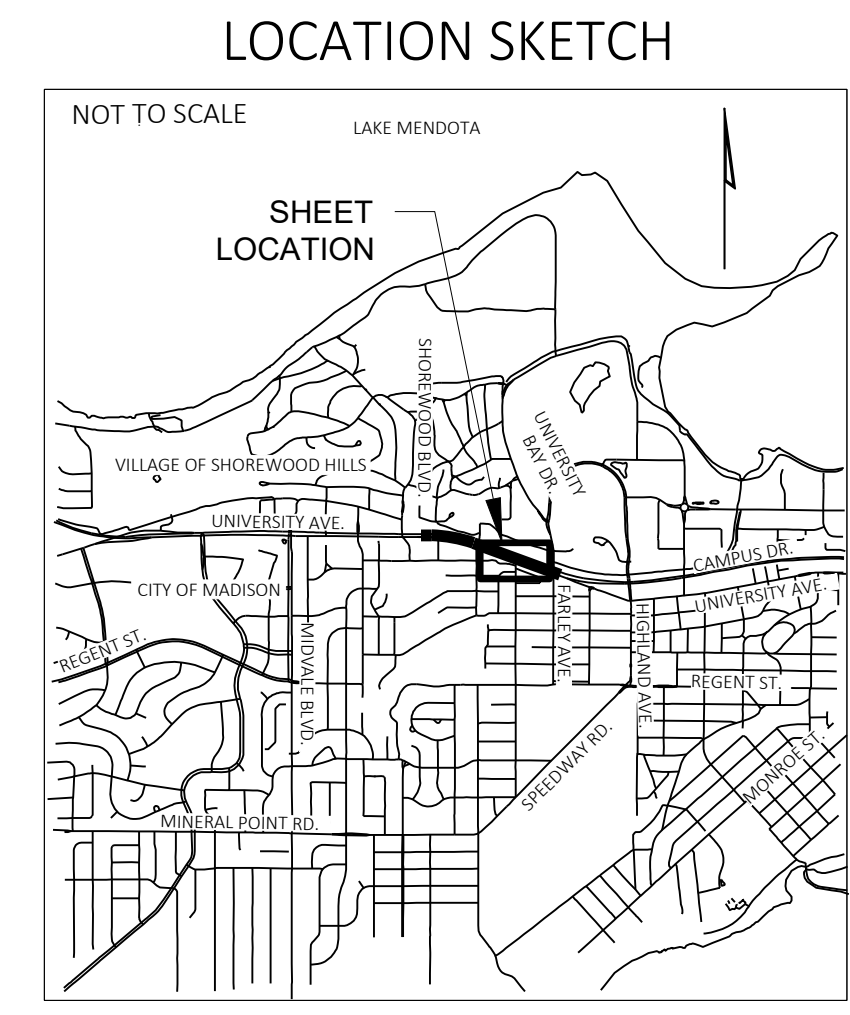 LOCATION SKETCH
NOT TO SCALE
LAKE MENDOTA
SHEET
LOCATION
SHOREWOOD BLVD.
UNIVERSITY
BAY DR.
VILLAGE OF SHOREWOOD HILLS
UNIVERSITY AVE.
CAMPUS DR.
CITY OF MADISON
UNIVERSITY AVE.
FARLEY AVE.
HIGHLAND AVE.
MIDVALE BLVD.
REGENT ST.
REGENT ST.
SPEEDWAY RD.
MONROE ST.
MINERAL POINT RD.